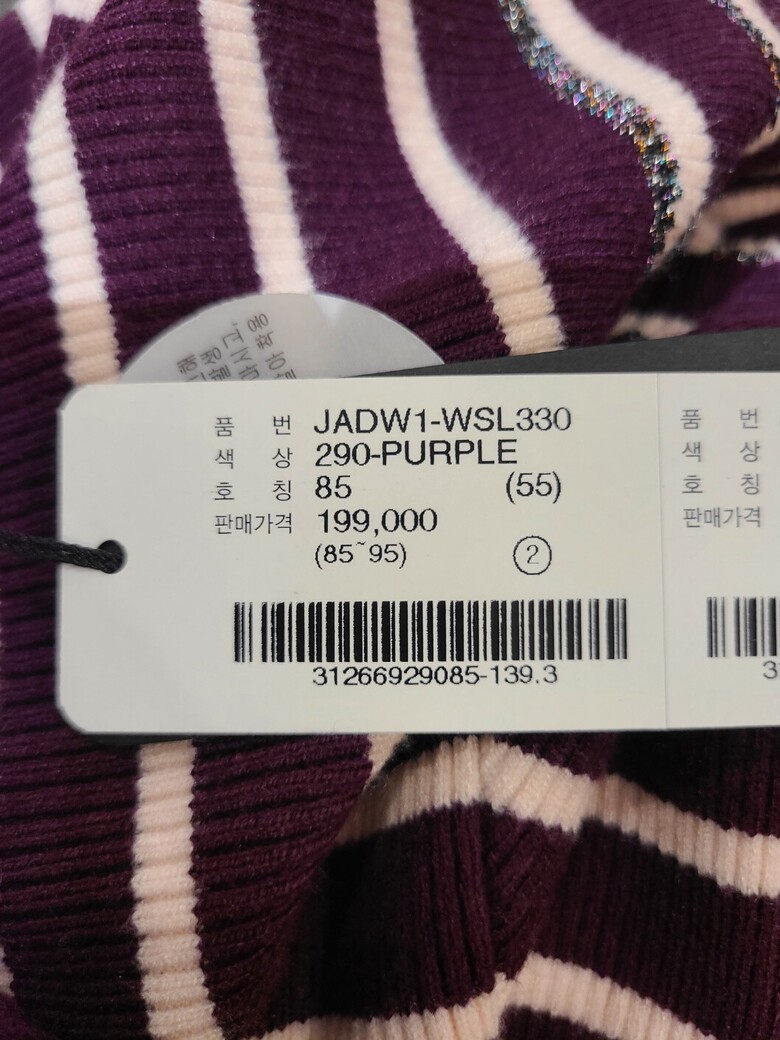 품 번 JADW1-WSL330
색 상 290-PURPLE
호 칭 85 (55)
판매가격 199,000
(85~95) 2
31266929085-139.3
품 번
색 상
호 칭
판매가격
3